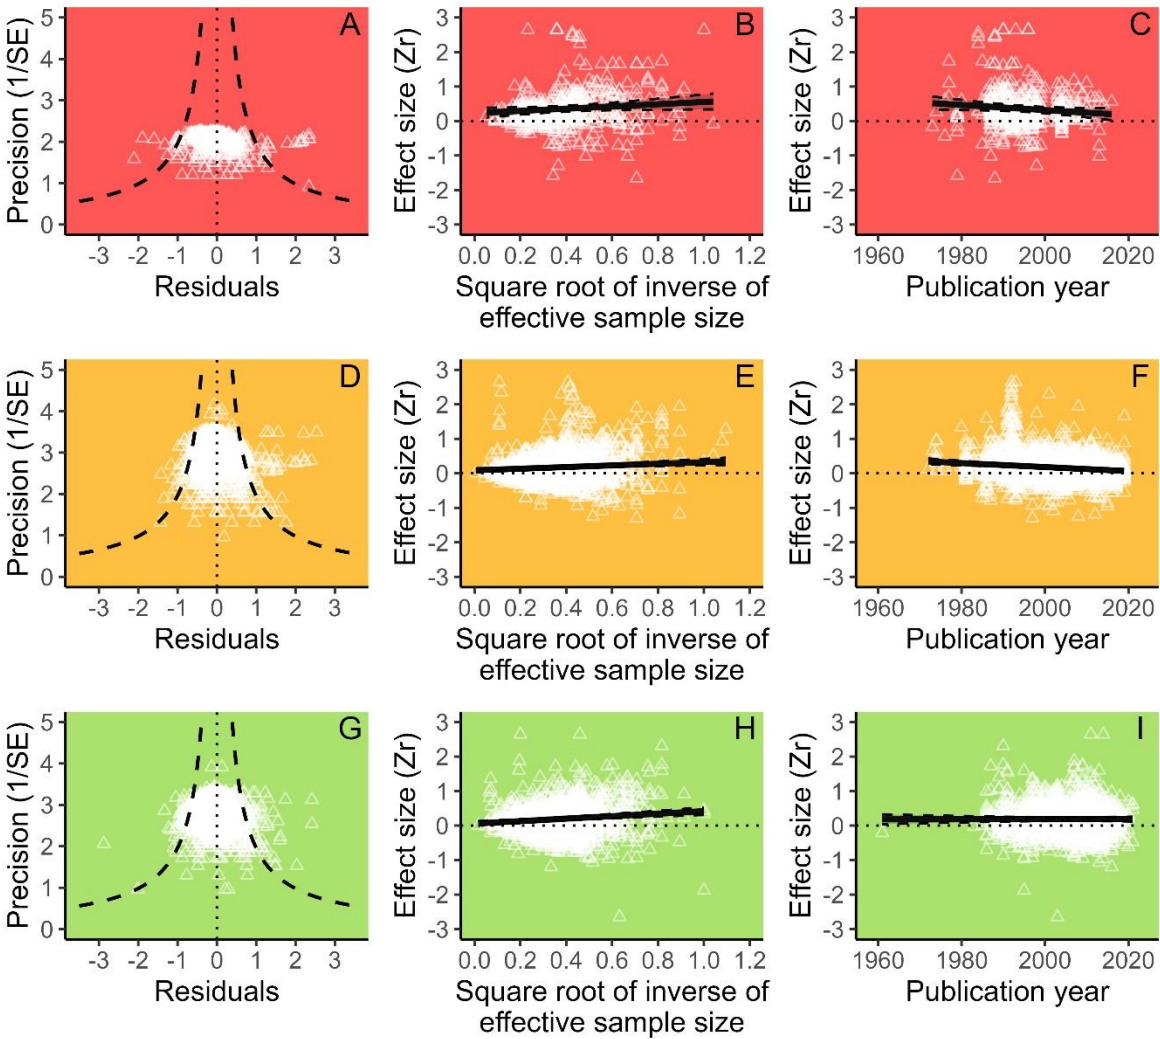 A
Precision (1/SE)
5
4
3
2
1
0
-3 -2 -1 0 1 2 3
Residuals
B
Effect size (Zr)
3
2
1
0
-1
-2
-3
0.0 0.2 0.4 0.6 0.8 1.0 1.2
Square root of inverse of
effective sample size
C
Effect size (Zr)
3
2
1
0
-1
-2
-3
1960 1980 2000 2020
Publication year
D
Precision (1/SE)
5
4
3
2
1
0
-3 -2 -1 0 1 2 3
Residuals
E
Effect size (Zr)
3
2
1
0
-1
-2
-3
0.0 0.2 0.4 0.6 0.8 1.0 1.2
Square root of inverse of
effective sample size
F
Effect size (Zr)
3
2
1
0
-1
-2
-3
1960 1980 2000 2020
Publication year
G
Precision (1/SE)
5
4
3
2
1
0
-3 -2 -1 0 1 2 3
Residuals
H
Effect size (Zr)
3
2
1
0
-1
-2
-3
0.0 0.2 0.4 0.6 0.8 1.0 1.2
Square root of inverse of
effective sample size
I
Effect size (Zr)
3
2
1
0
-1
-2
-3
1960 1980 2000 2020
Publication year